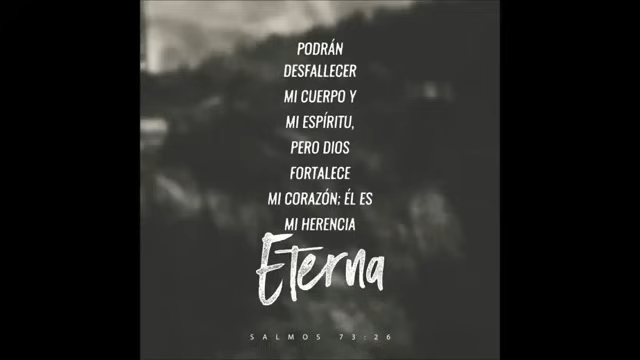 PODRÁN
DESFALLECER
MI CUERPO Y
MI ESPÍRITU,
PERO DIOS
FORTALECE
MI CORAZÓN; ÉL ES
MI HERENCIA
Eterna
SALMOS 73:26